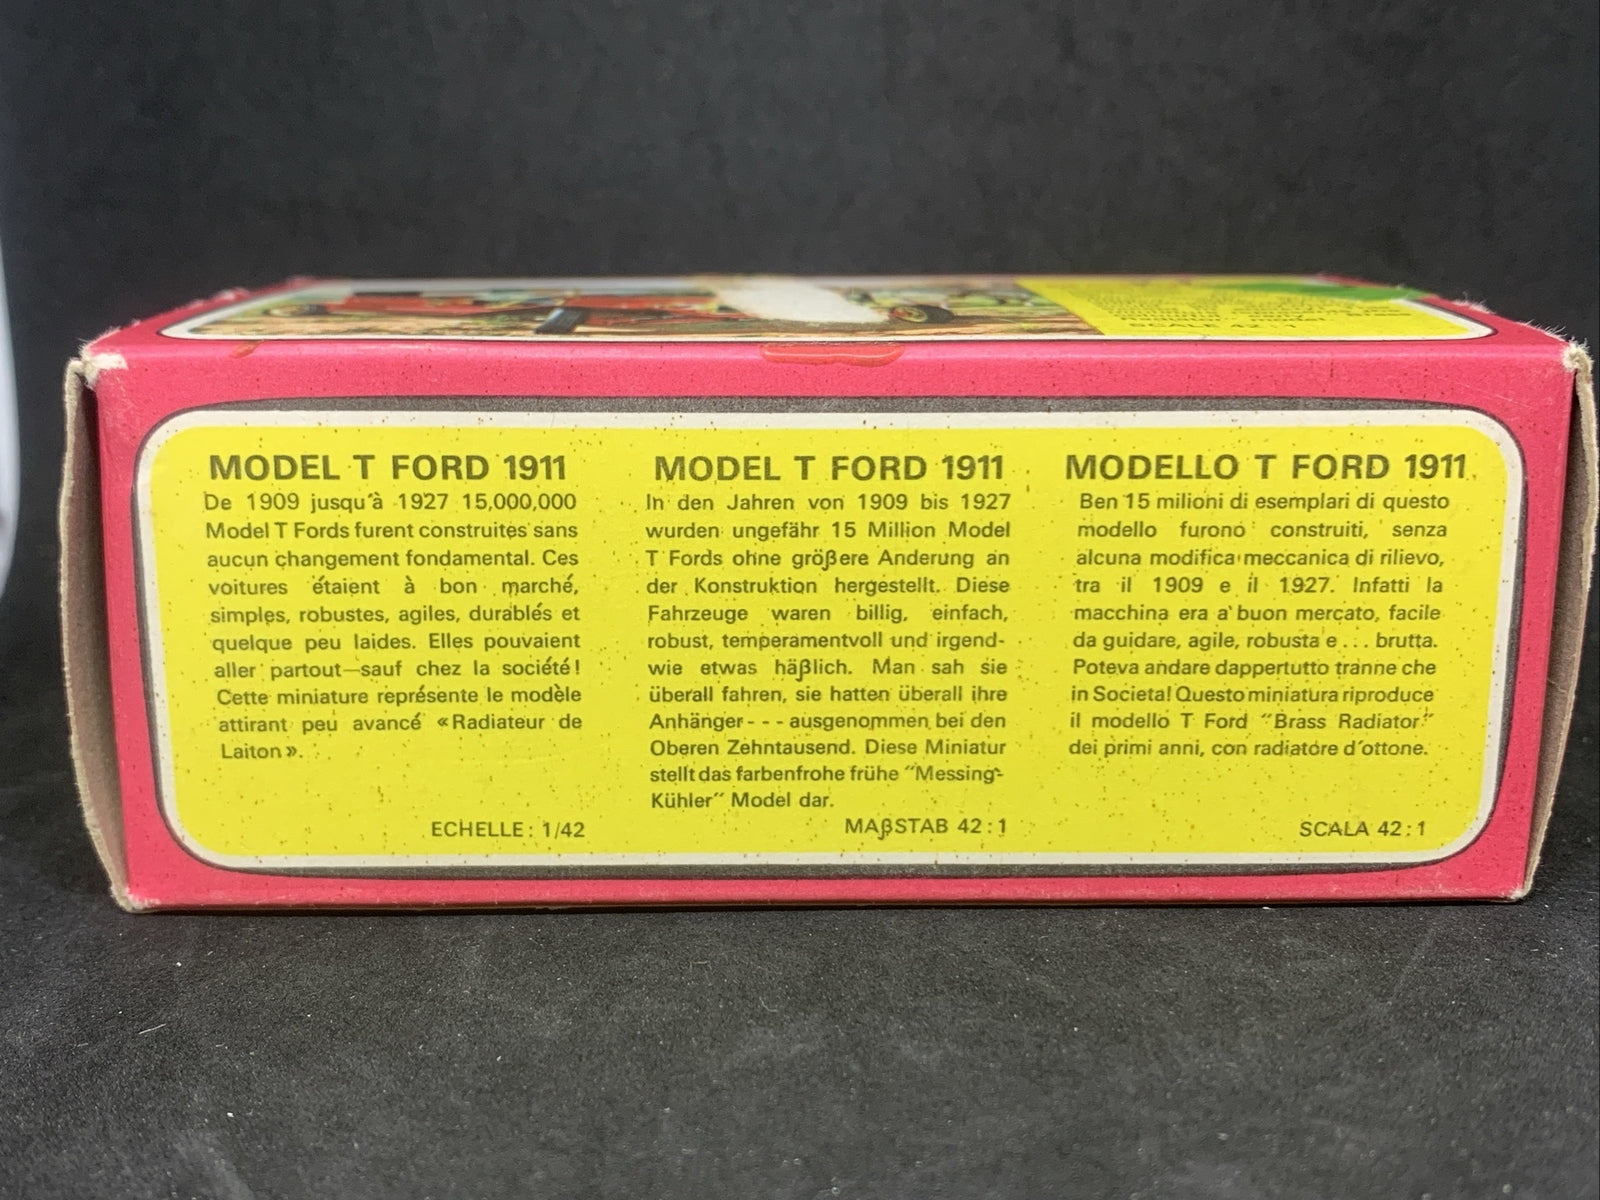 SCALE 42:1
MODEL T FORD 1911
De 1909 jusqu'à 1927 15,000,000
Model T Fords furent construites sans
aucun changement fondamental. Ces
voitures étaient à bon marché,
simples, robustes, agiles, durablés et
quelque peu laides. Elles pouvaient
aller partout—sauf chez la société!
Cette miniature représente le modèle
attirant peu avancé «Radiateur de
Laiton».
ECHELLE: 1/42
MODEL T FORD 1911
In den Jahren von 1909 bis 1927
wurden ungefähr 15 Million Model
T Fords ohne größere Anderung an
der Konstruktion hergestellt. Diese
Fahrzeuge waren billig, einfach,
robust, temperamentvoll und irgend-
wie etwas häßlich. Man sah sie
überall fahren, sie hatten überall ihre
Anhänger - - - ausgenommen bei den
Oberen Zehntausend. Diese Miniatur
stellt das farbenfrohe frühe "Messing-
Kühler" Model dar.
MAßSTAB 42:1
MODELLO T FORD 1911
Ben 15 milioni di esemplari di questo
modello furono construiti, senza
alcuna modifica meccanica di rilievo,
tra il 1909 e il 1927. Infatti la
macchina era a buon mercato, facile
da guidare, agile, robusta e ... brutta.
Poteva andare dappertutto tranne che
in Societa! Questo miniatura riproduce
il modello T Ford "Brass Radiator"
dei primi anni, con radiatore d'ottone.
SCALA 42:1